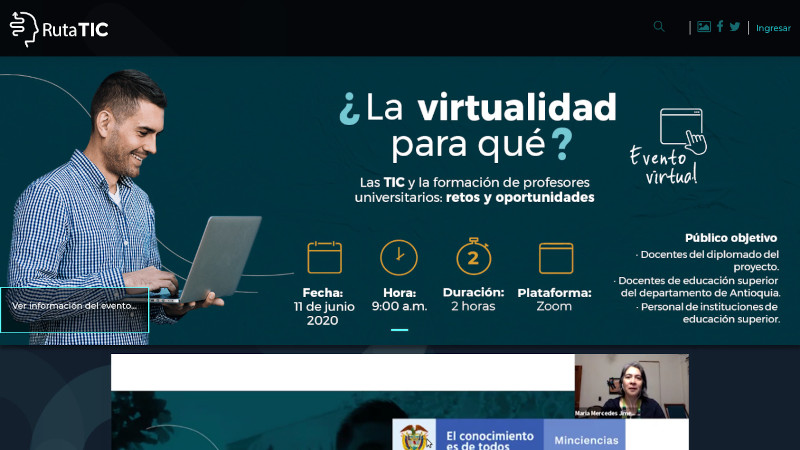 RutaTIC
Ingresar
¿La virtualidad
para qué?
Evento
virtual
Las TIC y la formación de profesores
universitarios: retos y oportunidades
2
Fecha:
11 de junio
2020
Hora:
9:00 a.m.
Duración:
2 horas
Plataforma:
Zoom
Público objetivo
· Docentes del diplomado del
proyecto.
· Docentes de educación superior
del departamento de Antioquia.
· Personal de instituciones de
educación superior.
Ver información del evento...
Maria Mercedes Jime...
El conocimiento
es de todos
Minciencias